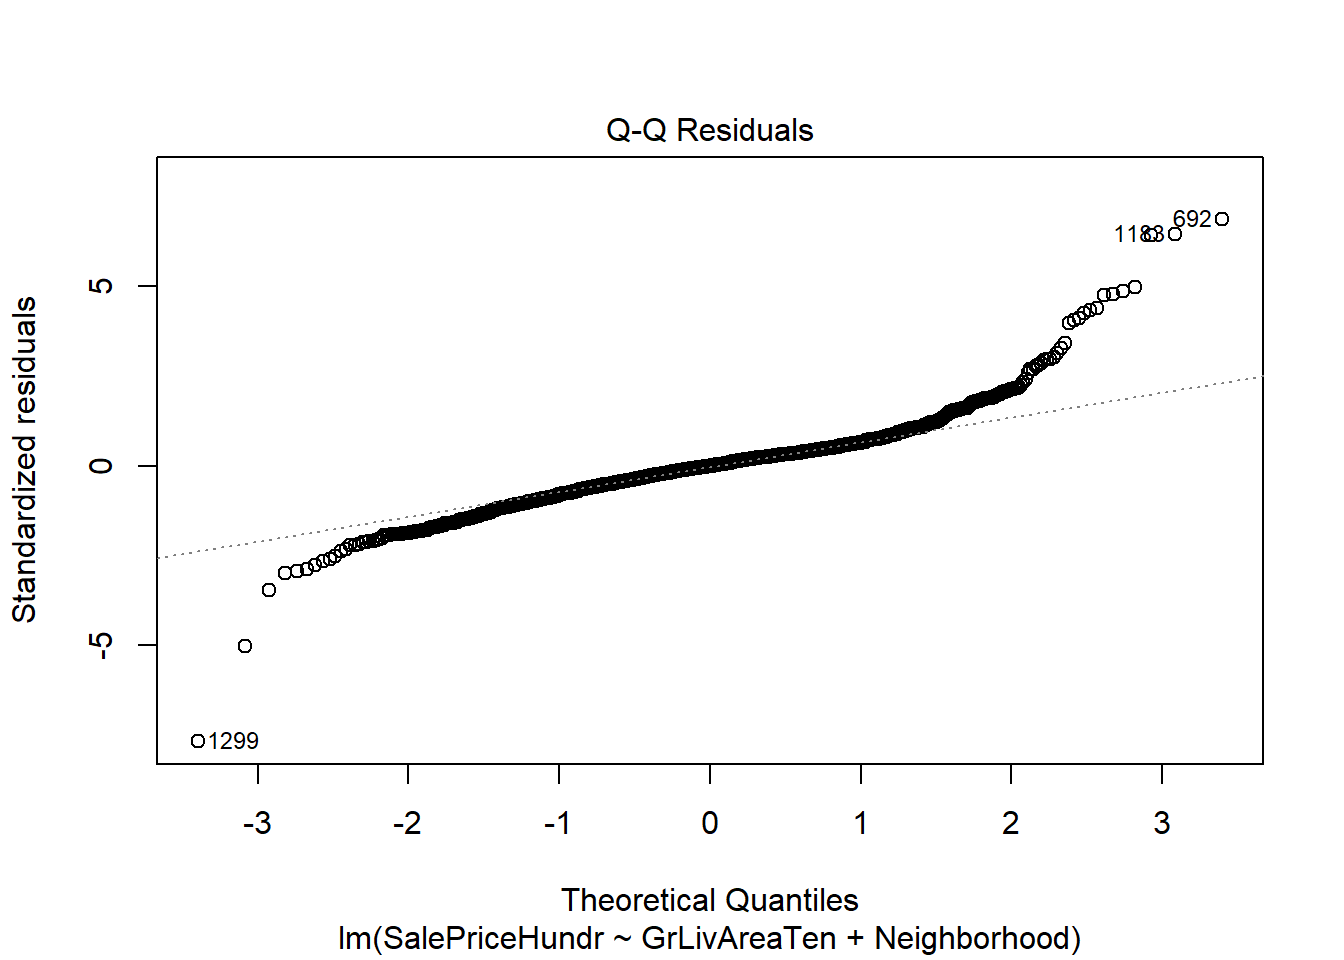 Q-Q Residuals
692
1183
5
0
-5
Standardized residuals
1299
-3 -2 -1 0 1 2 3
Theoretical Quantiles
lm(SalePriceHundr ~ GrLivAreaTen + Neighborhood)